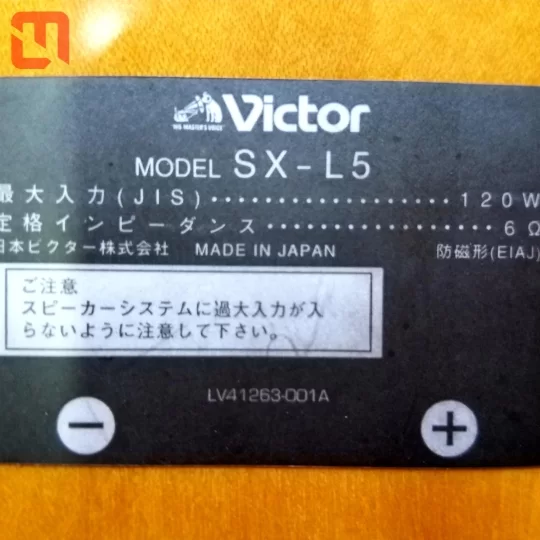 Victor
"HIS MASTER'S VOICE"
MODEL SX-L5
最大入力(JIS)･･････････････････120W
定格インピーダンス･･････････････････6Ω
日本ビクター株式会社 MADE IN JAPAN 防磁形(EIAJ)
ご注意
スピーカーシステムに過大入力が入
らないように注意して下さい。
LV41263-001A
− +